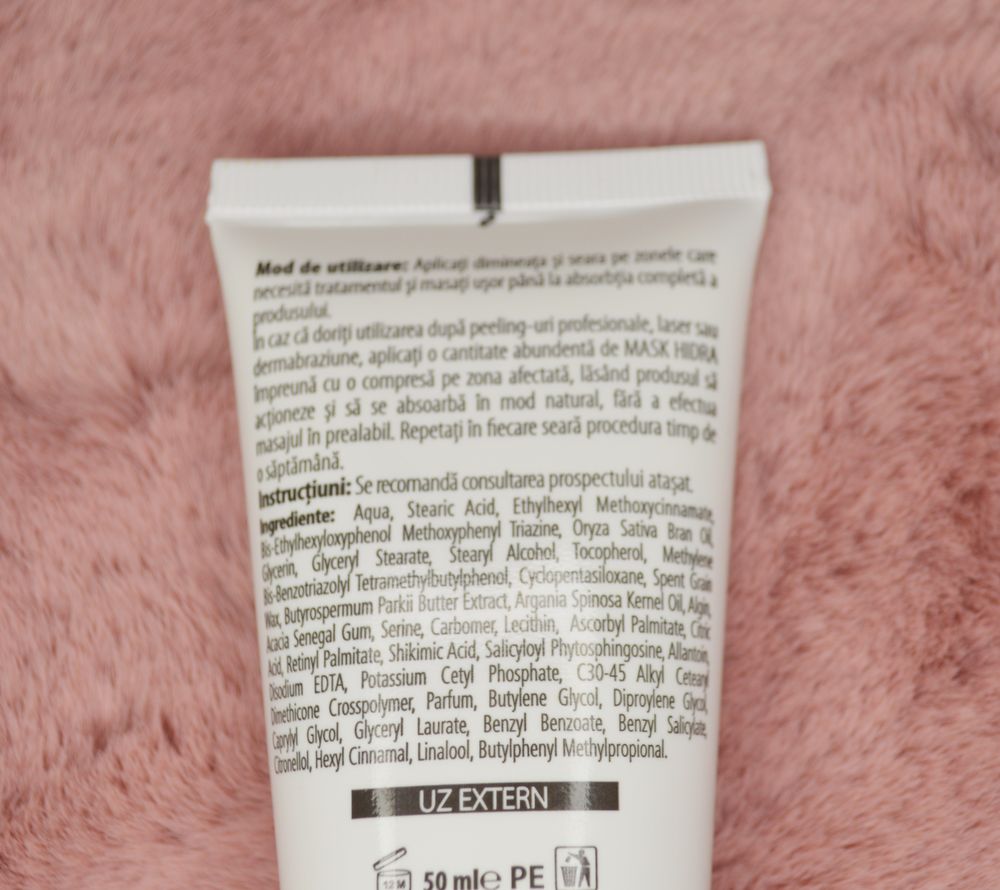 Mod de utilizare: Aplicați dimineața și seara pe zonele care
necesită tratamentul și masați ușor până la absorbția completă a
produsului.
În caz că doriți utilizarea după peeling-uri profesionale, laser sau
dermabraziune, aplicați o cantitate abundentă de MASK HIDRA
împreună cu o compresă pe zona afectată, lăsând produsul să
acționeze și să se absoarbă în mod natural, fără a efectua
masajul în prealabil. Repetați în fiecare seară procedura timp de
o săptămână.
Instrucțiuni: Se recomandă consultarea prospectului atașat.
Ingrediente: Aqua, Stearic Acid, Ethylhexyl Methoxycinnamate,
Bis-Ethylhexyloxyphenol Methoxyphenyl Triazine, Oryza Sativa Bran Oil,
Glycerin, Glyceryl Stearate, Stearyl Alcohol, Tocopherol, Methylene
Bis-Benzotriazolyl Tetramethylbutylphenol, Cyclopentasiloxane, Spent Grain
Wax, Butyrospermum Parkii Butter Extract, Argania Spinosa Kernel Oil, Algin,
Acacia Senegal Gum, Serine, Carbomer, Lecithin, Ascorbyl Palmitate, Citric
Acid, Retinyl Palmitate, Shikimic Acid, Salicyloyl Phytosphingosine, Allantoin,
Disodium EDTA, Potassium Cetyl Phosphate, C30-45 Alkyl Cetearyl
Dimethicone Crosspolymer, Parfum, Butylene Glycol, Diproylene Glycol,
Caprylyl Glycol, Glyceryl Laurate, Benzyl Benzoate, Benzyl Salicylate,
Citronellol, Hexyl Cinnamal, Linalool, Butylphenyl Methylpropional.
UZ EXTERN
12 M 50 ml e PE